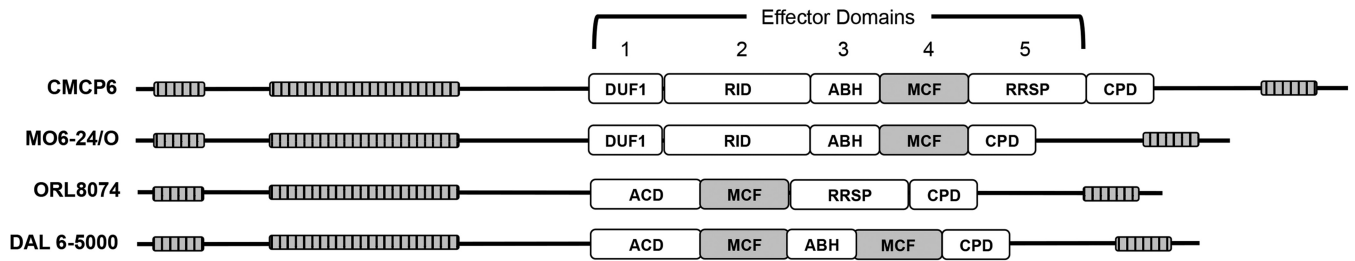 Effector Domains
1 2 3 4 5
CMCP6 DUF1 RID ABH MCF RRSP CPD
MO6-24/O DUF1 RID ABH MCF CPD
ORL8074 ACD MCF RRSP CPD
DAL 6-5000 ACD MCF ABH MCF CPD